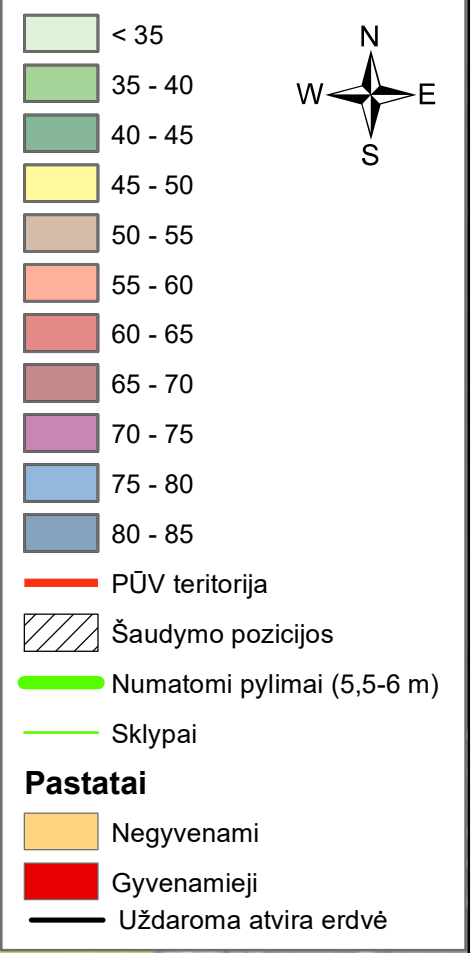 < 35
N
35 - 40
W
E
40 - 45
S
45 - 50
50 - 55
55 - 60
60 - 65
65 - 70
70 - 75
75 - 80
80 - 85
PŪV teritorija
Šaudymo pozicijos
Numatomi pylimai (5,5-6 m)
Sklypai
Pastatai
Negyvenami
Gyvenamieji
Uždaroma atvira erdvė